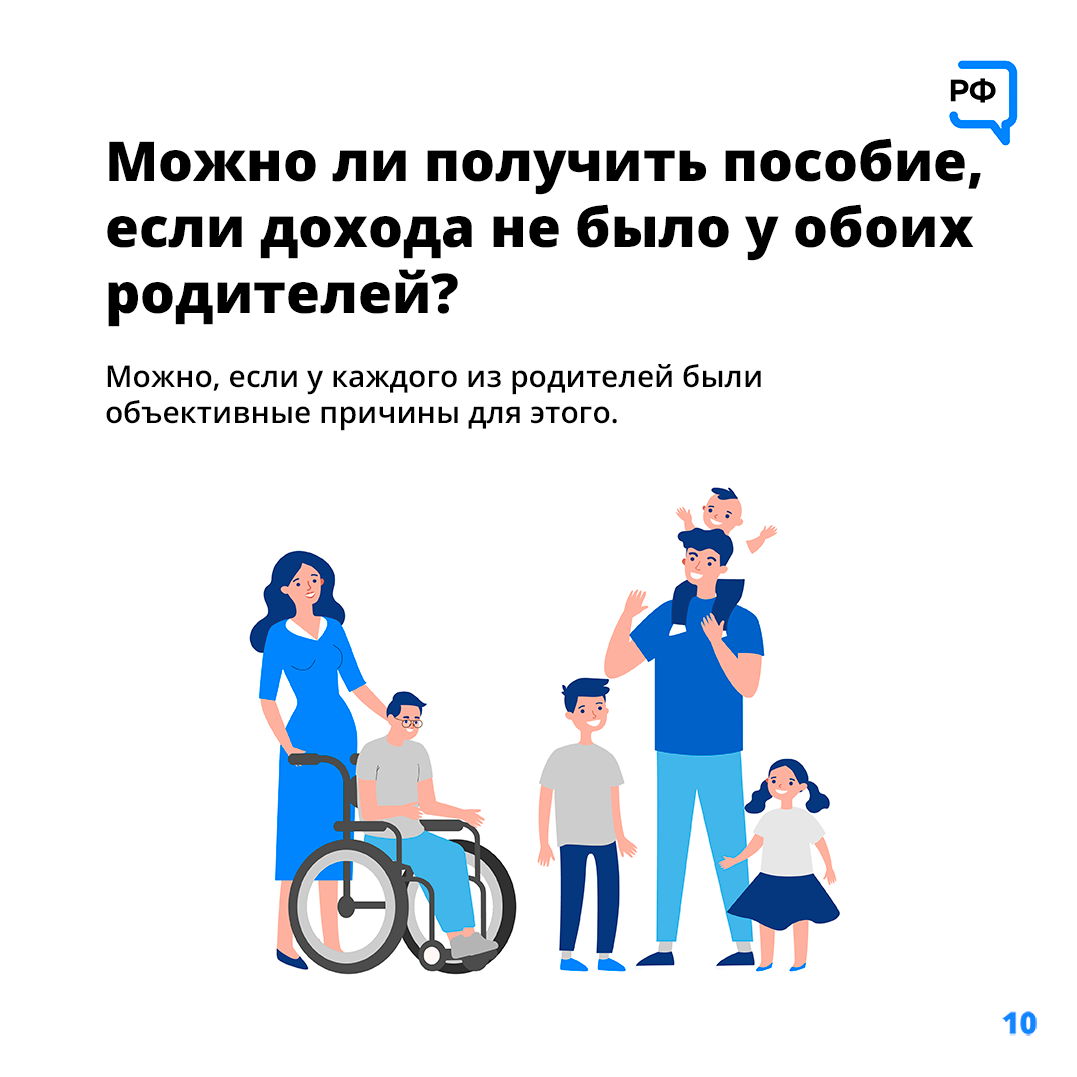 РФ
Можно ли получить пособие,
если дохода не было у обоих
родителей?
Можно, если у каждого из родителей были
объективные причины для этого.
10